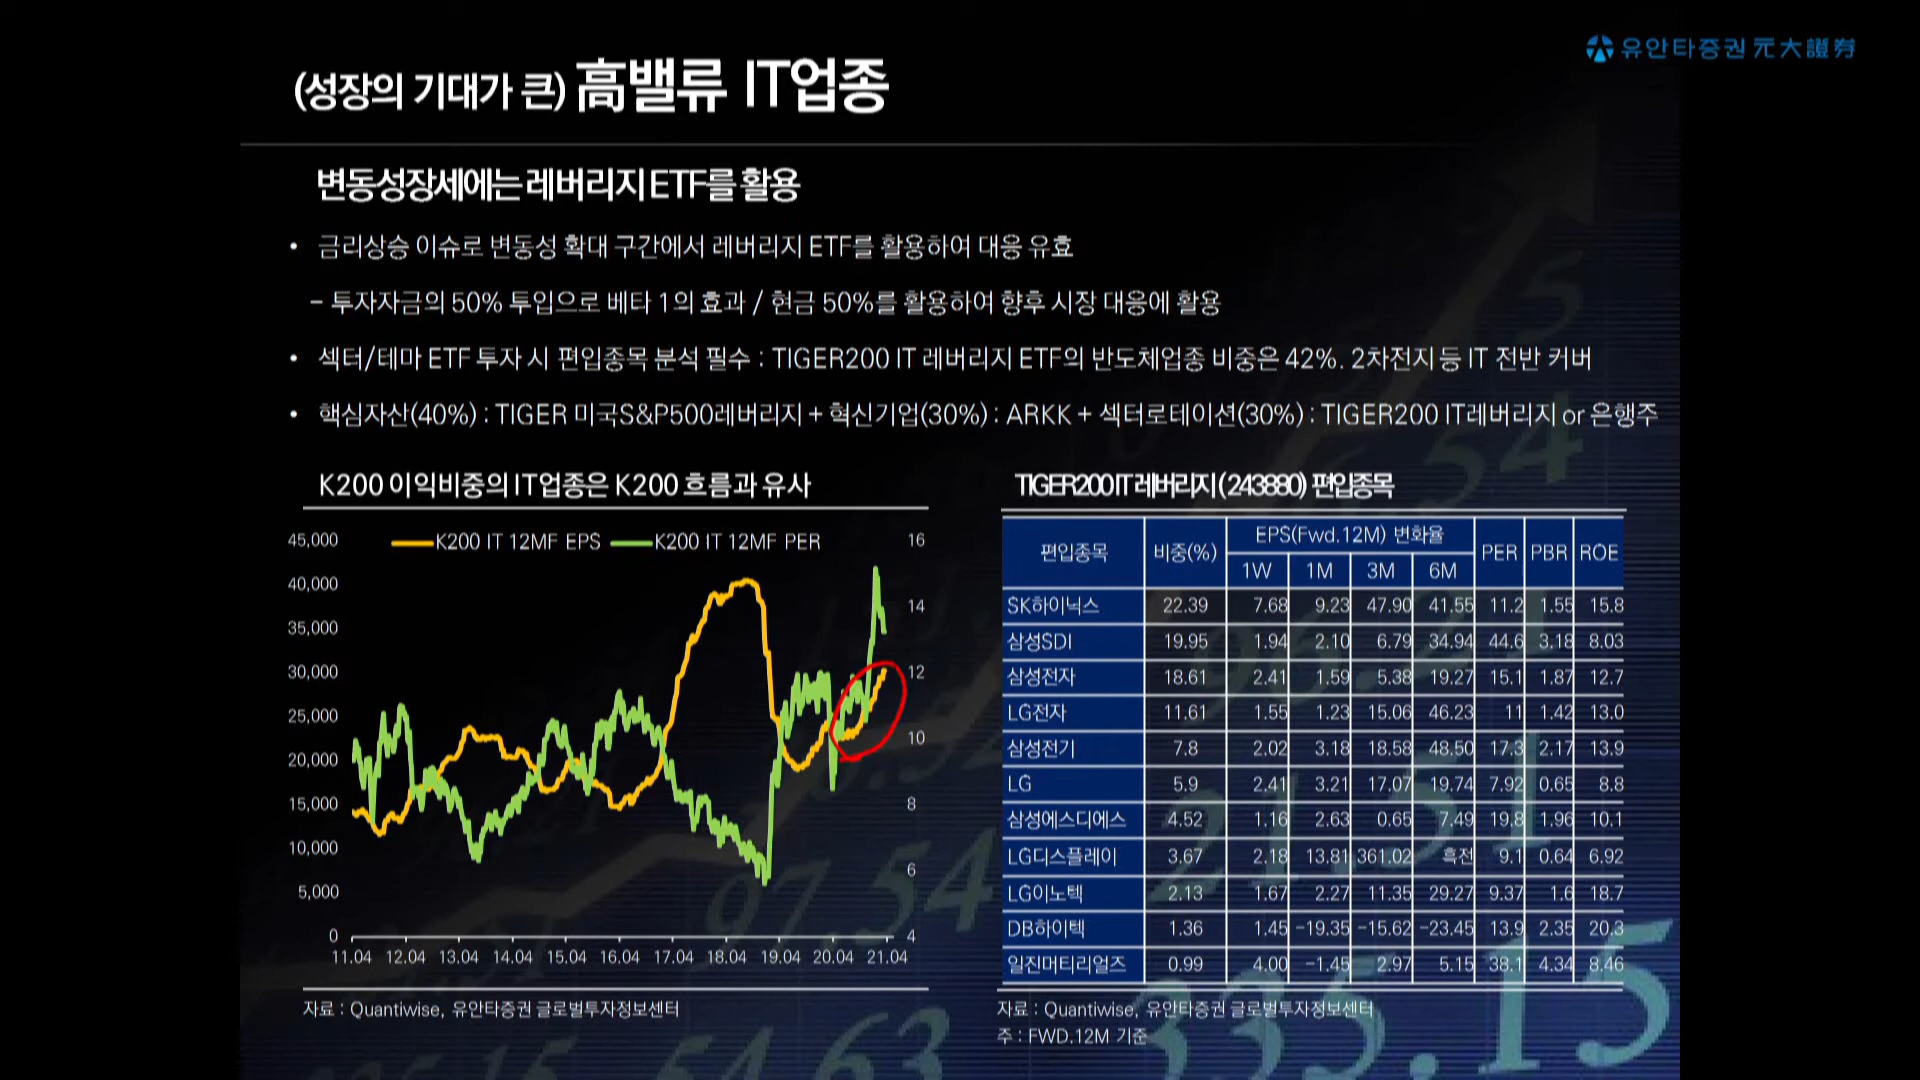 유안타증권 元大證券
(성장의 기대가 큰) 高밸류 IT업종
변동성장세에는 레버리지 ETF를 활용
• 금리상승 이슈로 변동성 확대 구간에서 레버리지 ETF를 활용하여 대응 유효
- 투자자금의 50% 투입으로 베타 1의 효과 / 현금 50%를 활용하여 향후 시장 대응에 활용
• 섹터/테마 ETF 투자 시 편입종목 분석 필수 : TIGER200 IT 레버리지 ETF의 반도체업종 비중은 42%. 2차전지 등 IT 전반 커버
• 핵심자산(40%) : TIGER 미국S&P500레버리지 + 혁신기업(30%) : ARKK + 섹터로테이션(30%) : TIGER200 IT레버리지 or 은행주
K200 이익비중의 IT업종은 K200 흐름과 유사
K200 IT 12MF EPS K200 IT 12MF PER
45,000 16
40,000
14
35,000
30,000 12
25,000
10
20,000
15,000 8
10,000
6
5,000
0 4
11.04 12.04 13.04 14.04 15.04 16.04 17.04 18.04 19.04 20.04 21.04
자료 : Quantiwise, 유안타증권 글로벌투자정보센터
TIGER200 IT 레버리지 (243880) 편입종목
편입종목 비중(%) EPS(Fwd.12M) 변화율 PER PBR ROE
1W 1M 3M 6M
SK하이닉스 22.39 7.68 9.23 47.90 41.55 11.2 1.55 15.8
삼성SDI 19.95 1.94 2.10 6.79 34.94 44.6 3.18 8.03
삼성전자 18.61 2.41 1.59 5.38 19.27 15.1 1.87 12.7
LG전자 11.61 1.55 1.23 15.06 46.23 11 1.42 13.0
삼성전기 7.8 2.02 3.18 18.58 48.50 17.3 2.17 13.9
LG 5.9 2.41 3.21 17.07 19.74 7.92 0.65 8.8
삼성에스디에스 4.52 1.16 2.63 0.65 7.49 19.8 1.96 10.1
LG디스플레이 3.67 2.18 13.81 361.02 흑전 9.1 0.64 6.92
LG이노텍 2.13 1.67 2.27 11.35 29.27 9.37 1.6 18.7
DB하이텍 1.36 1.45 -19.35 -15.62 -23.45 13.9 2.35 20.3
일진머티리얼즈 0.99 4.00 -1.45 2.97 5.15 38.1 4.34 8.46
자료 : Quantiwise, 유안타증권 글로벌투자정보센터
주 : FWD.12M 기준